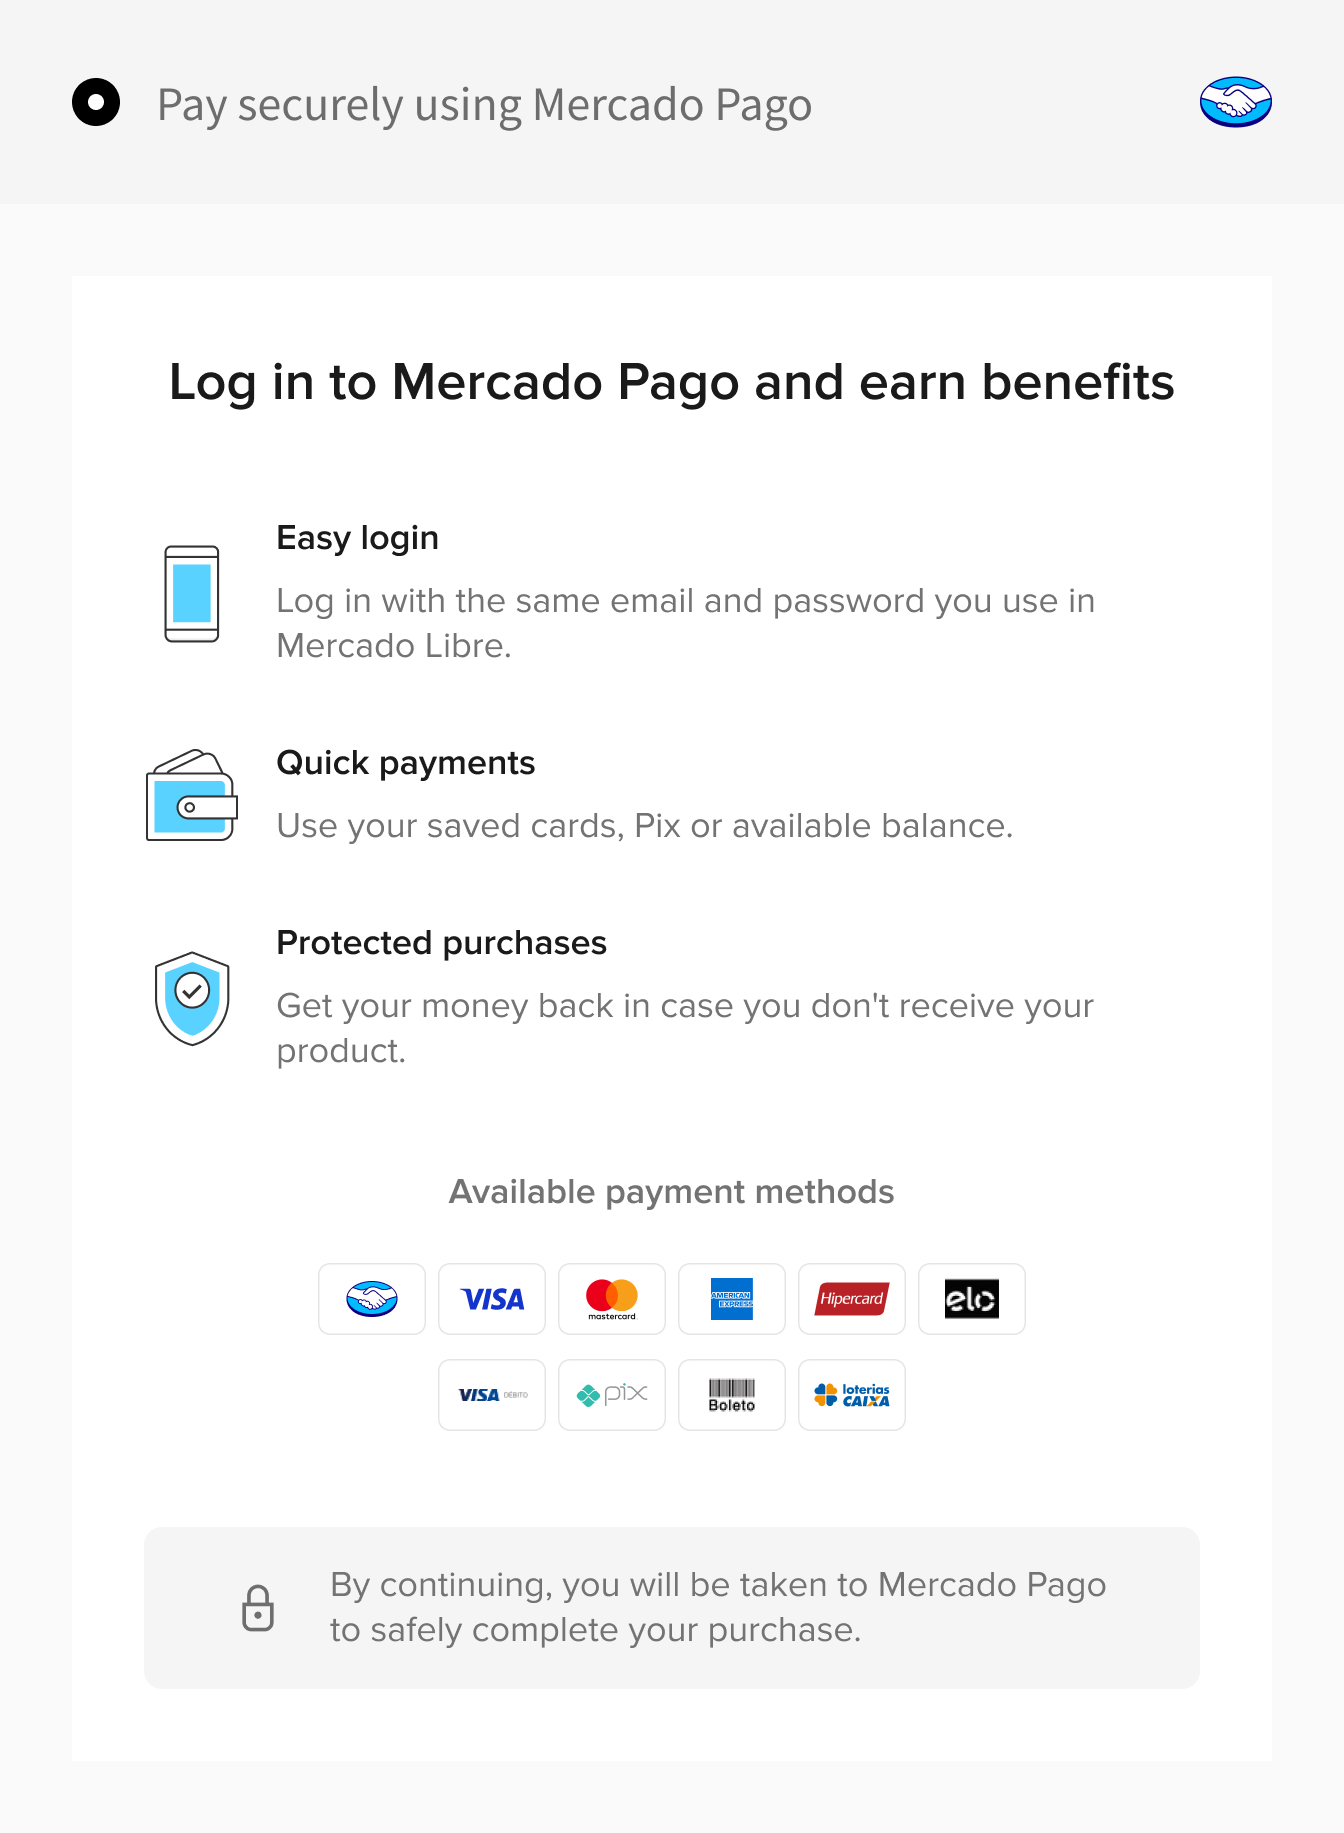 Pay securely using Mercado Pago
Log in to Mercado Pago and earn benefits
Easy login
Log in with the same email and password you use in
Mercado Libre.
Quick payments
Use your saved cards, Pix or available balance.
Protected purchases
Get your money back in case you don't receive your
product.
Available payment methods
VISA
mastercard
AMERICAN
EXPRESS
Hipercard
elo
VISA DÉBITO
pix
Boleto
loterias
CAIXA
By continuing, you will be taken to Mercado Pago
to safely complete your purchase.